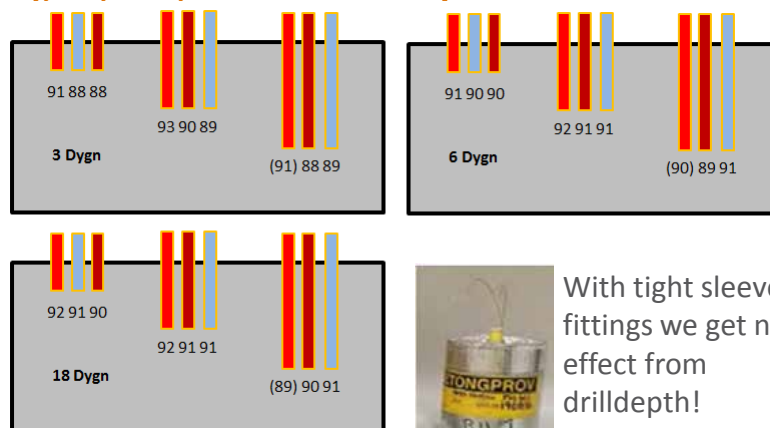 91 88 88
93 90 89
(91) 88 89
3 Dygn
91 90 90
92 91 91
(90) 89 91
6 Dygn
92 91 90
92 91 91
(89) 90 91
18 Dygn
With tight sleeve
fittings we get n
effect from
drilldepth!
TONGPROV